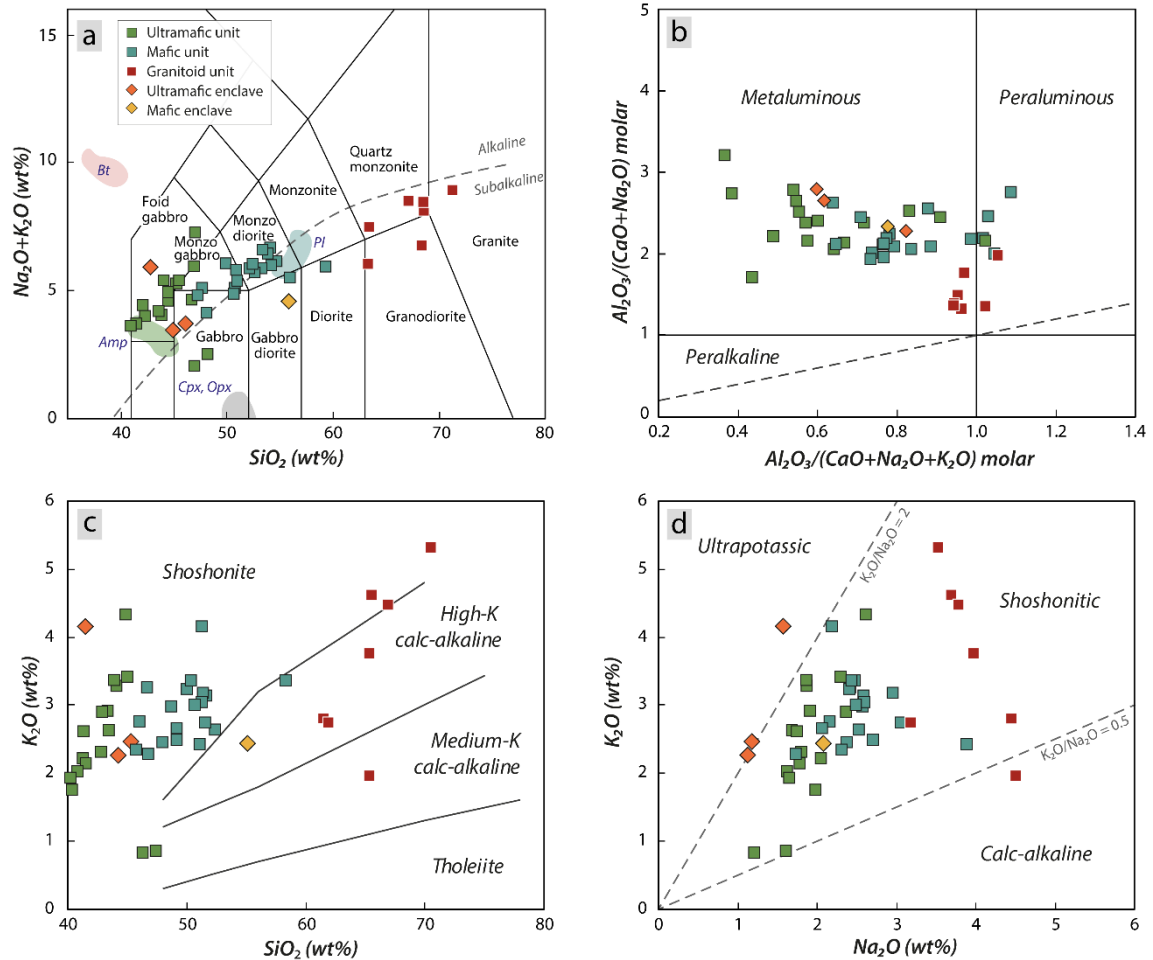 a
Ultramafic unit
Mafic unit
Granitoid unit
Ultramafic enclave
Mafic enclave
Bt
Foid
gabbro
Monzo
gabbro
Monzo
diorite
Monzonite
Quartz
monzonite
Alkaline
Subalkaline
Pl
Granite
Amp
Gabbro
Gabbro
diorite
Diorite
Granodiorite
Cpx, Opx
15
10
5
0
40
50
60
70
80
Na₂O+K₂O (wt%)
SiO₂ (wt%)
b
Metaluminous
Peraluminous
Peralkaline
5
4
3
2
1
0
0.2
0.4
0.6
0.8
1.0
1.2
1.4
Al₂O₃/(CaO+Na₂O) molar
Al₂O₃/(CaO+Na₂O+K₂O) molar
c
Shoshonite
High-K
calc-alkaline
Medium-K
calc-alkaline
Tholeiite
6
5
4
3
2
1
0
40
50
60
70
80
K₂O (wt%)
SiO₂ (wt%)
d
Ultrapotassic
K₂O/Na₂O = 2
Shoshonitic
K₂O/Na₂O = 0.5
Calc-alkaline
6
5
4
3
2
1
0
0
1
2
3
4
5
6
K₂O (wt%)
Na₂O (wt%)